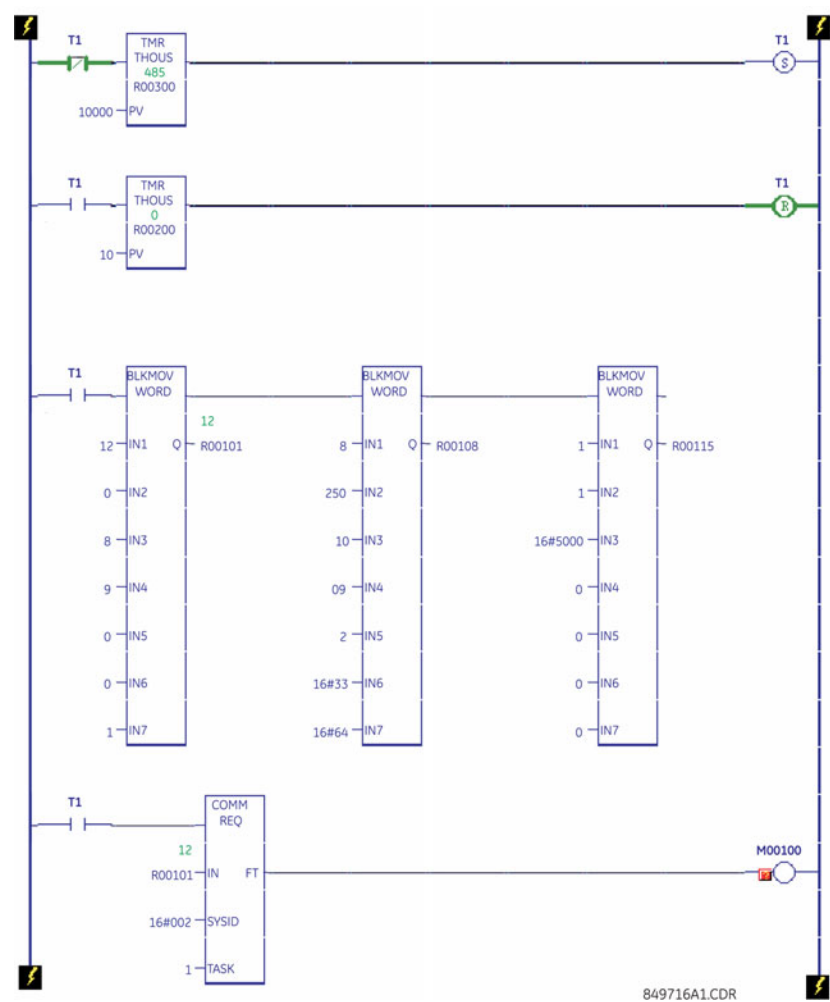 T1
TMR
THOUS
485
R00300
10000 PV
T1
S
T1
TMR
THOUS
0
R00200
10 PV
T1
R
T1
BLKMOV
WORD
12
12 IN1 Q R00101
0 IN2
8 IN3
9 IN4
0 IN5
0 IN6
1 IN7
BLKMOV
WORD
8 IN1 Q R00108
250 IN2
10 IN3
09 IN4
2 IN5
16#33 IN6
16#64 IN7
BLKMOV
WORD
1 IN1 Q R00115
1 IN2
16#5000 IN3
0 IN4
0 IN5
0 IN6
0 IN7
T1
COMM
REQ
12
R00101 IN FT
16#002 SYSID
1 TASK
M00100
849716A1.CDR